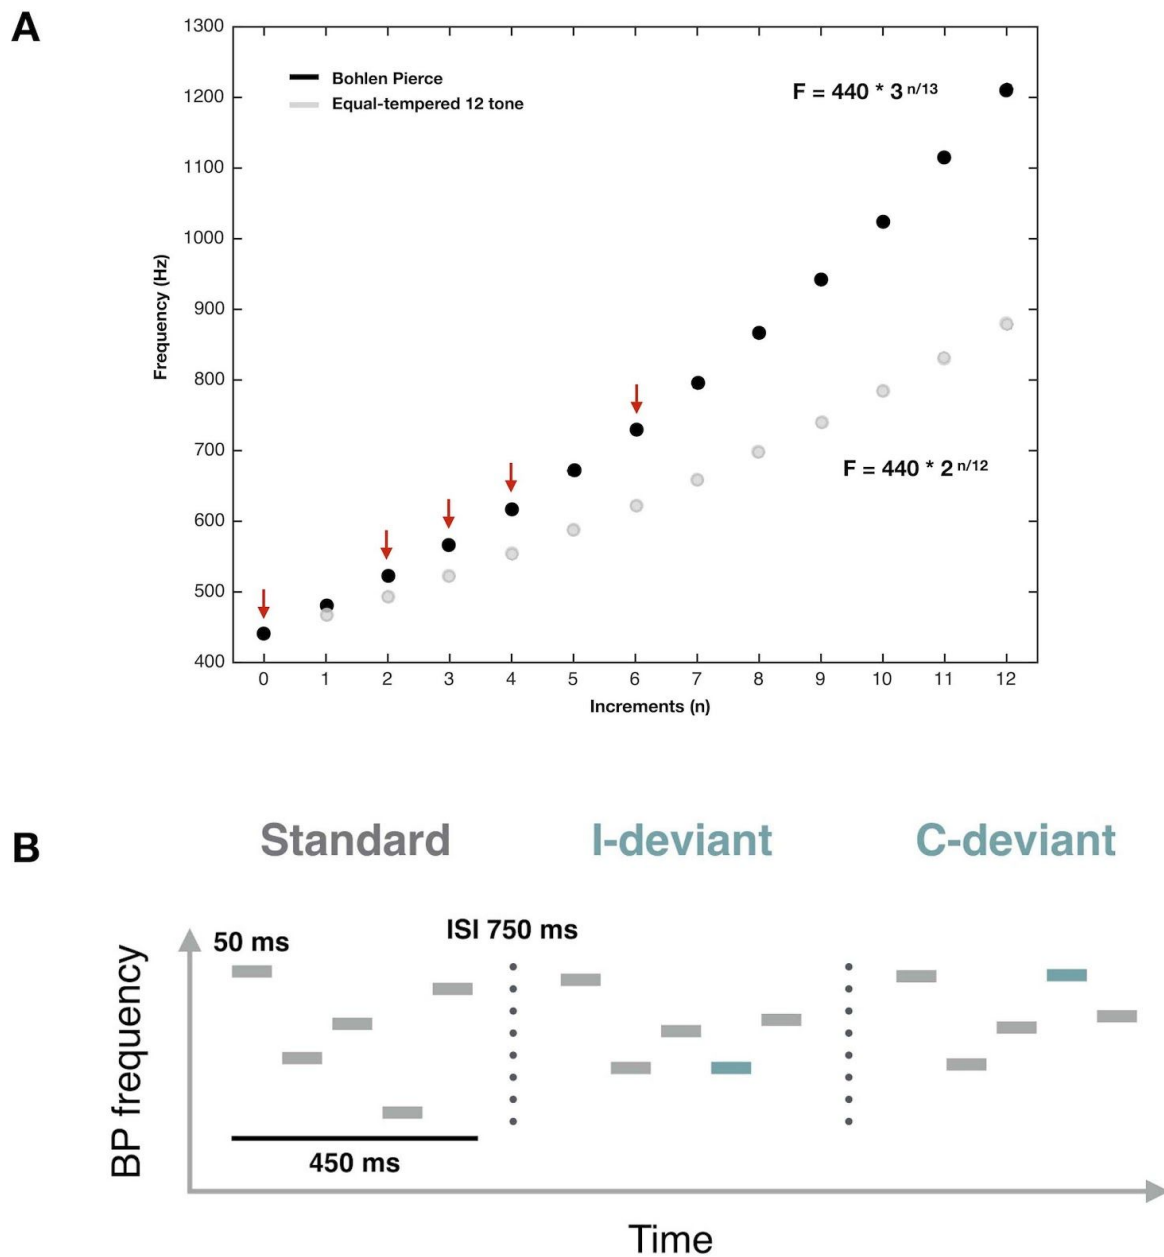 A
1300
1200
1100
1000
900
800
700
600
500
400
Frequency (Hz)
Bohlen Pierce
Equal-tempered 12 tone
F = 440 * 3 n/13
F = 440 * 2 n/12
0 1 2 3 4 5 6 7 8 9 10 11 12
Increments (n)
B
Standard I-deviant C-deviant
50 ms
ISI 750 ms
BP frequency
450 ms
Time